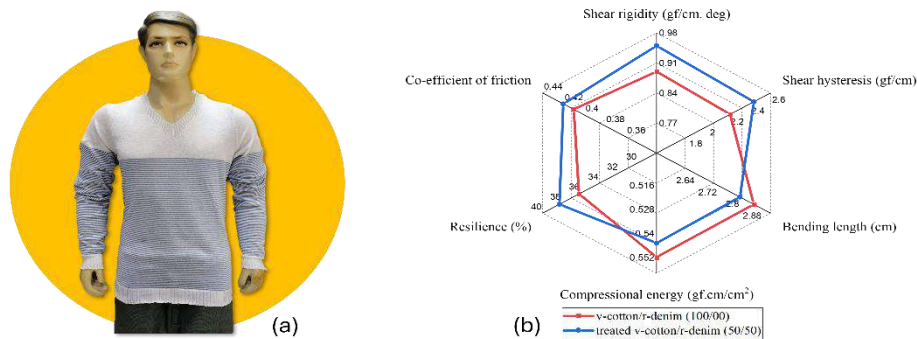 Shear rigidity (gf/cm. deg)
0.98
0.91
0.84
0.77
Co-efficient of friction
0.44
0.42
0.4
0.38
0.36
Shear hysteresis (gf/cm)
2.6
2.4
2.2
2
1.8
30
32
34
36
38
40
Resilience (%)
0.516
0.528
0.54
0.552
2.64
2.72
2.8
2.88
Bending length (cm)
Compressional energy (gf.cm/cm²)
v-cotton/r-denim (100/00)
treated v-cotton/r-denim (50/50)
(a)
(b)